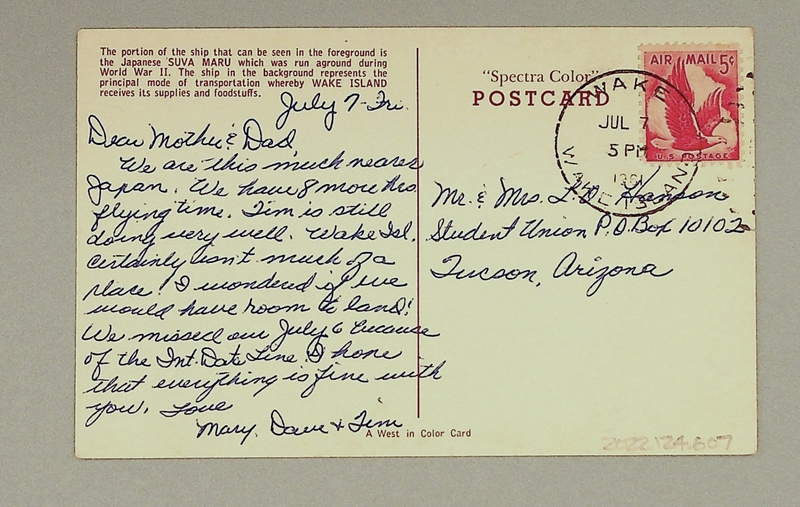 The portion of the ship that can be seen in the foreground is
the Japanese SUVA MARU which was run aground during
World War II. The ship in the background represents the
principal mode of transportation whereby WAKE ISLAND
receives its supplies and foodstuffs.
July 7 - Fri.
Dear Mother & Dad
We are this much nearer
Japan. We have 8 more hrs.
flying time. Tim is still
doing very well. Wake Isl.
certainly isn't much of a
place! I wondered if we
would have room to land!
We missed our July 6 because
of the Int. Date Line. I hope
that everything is fine with
you. Love
Mary, Dave & Tim
A West in Color Card
"Spectra Color"
POSTCARD
AIR MAIL 5¢
U.S. POSTAGE
WAKE
JUL 7
5 PM
1961
WAKE ISLAND
Mr. & Mrs. L. D. Hanson
Student Union P.O. Box 10102
Tucson, Arizona
2022.124.607